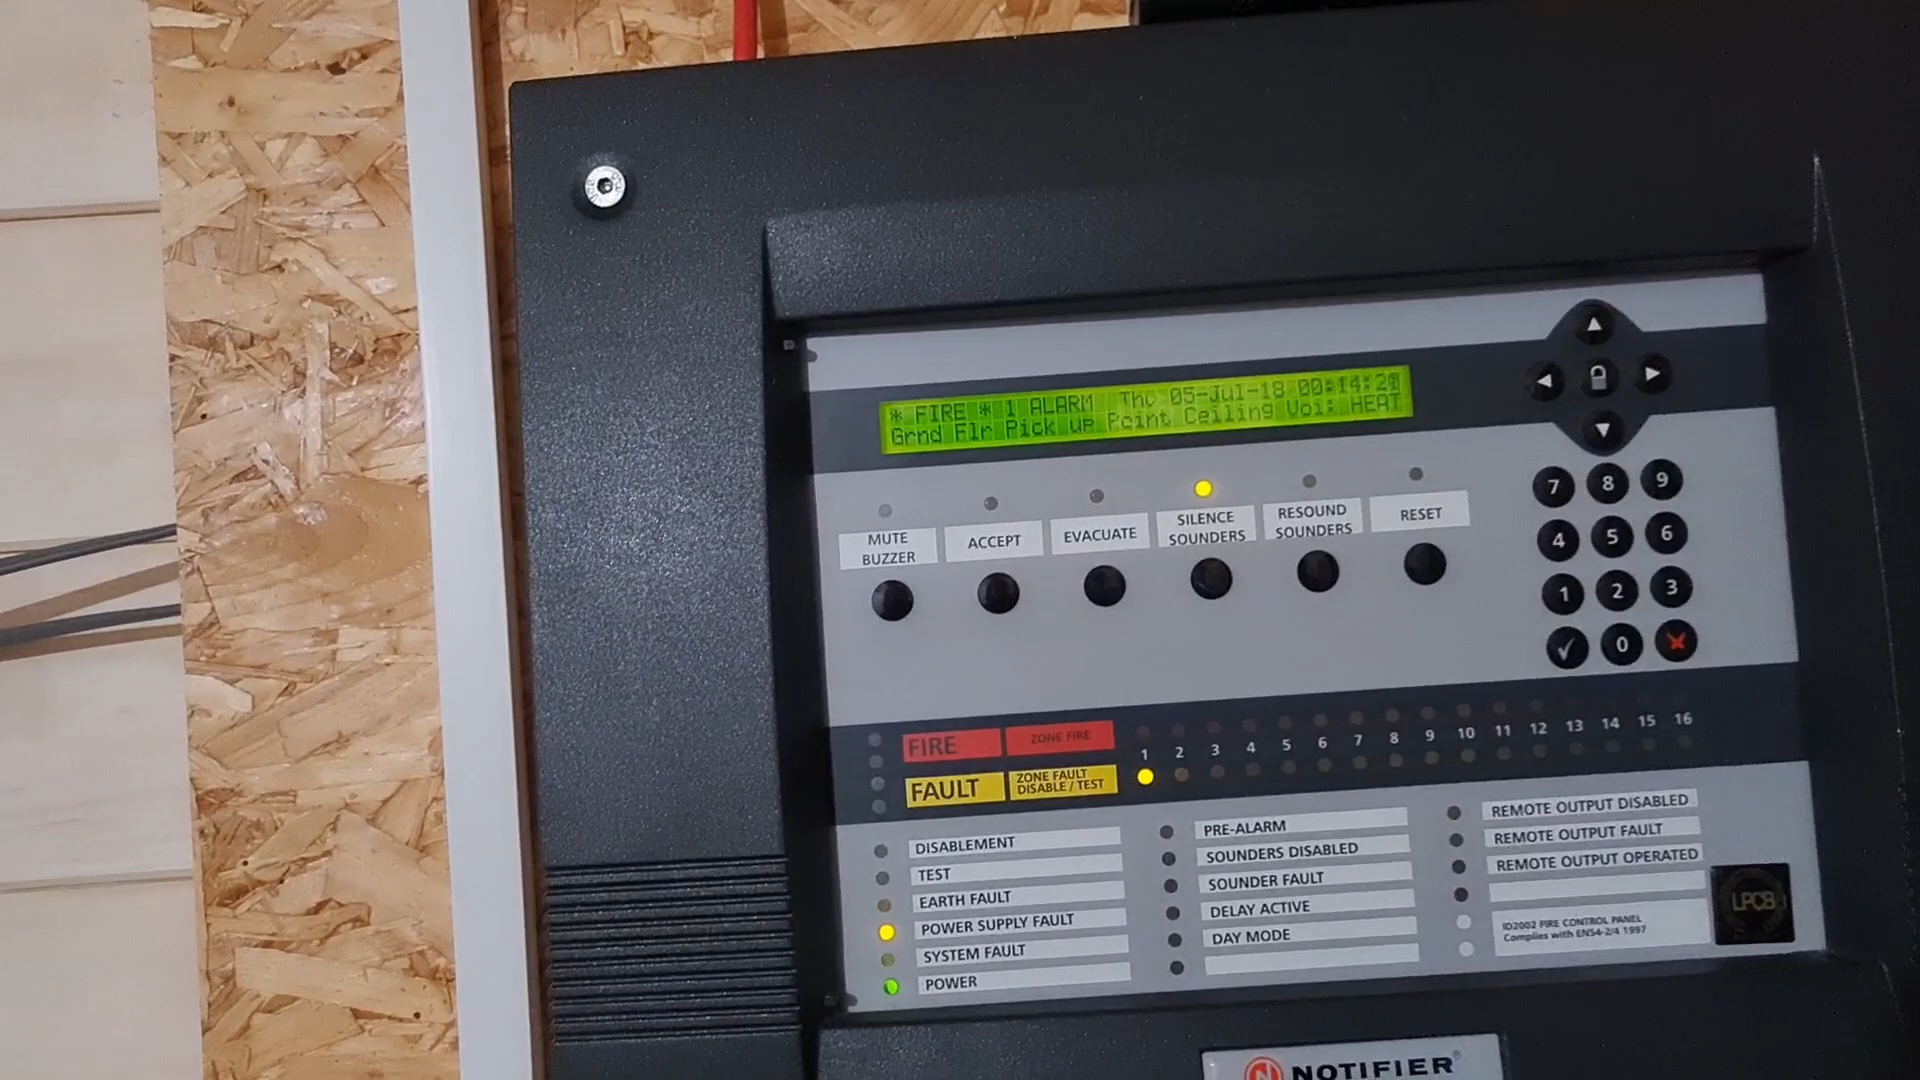 * FIRE * 1 ALARM Thu 05-Jul-18 00:14:21
Grnd Flr Pick up Point Ceiling Voi: HEAT
MUTE BUZZER
ACCEPT
EVACUATE
SILENCE SOUNDERS
RESOUND SOUNDERS
RESET
7 8 9
4 5 6
1 2 3
0
FIRE
ZONE FIRE
1 2 3 4 5 6 7 8 9 10 11 12 13 14 15 16
FAULT
ZONE FAULT
DISABLE / TEST
DISABLEMENT
TEST
EARTH FAULT
POWER SUPPLY FAULT
SYSTEM FAULT
POWER
PRE-ALARM
SOUNDERS DISABLED
SOUNDER FAULT
DELAY ACTIVE
DAY MODE
REMOTE OUTPUT DISABLED
REMOTE OUTPUT FAULT
REMOTE OUTPUT OPERATED
ID2002 FIRE CONTROL PANEL
Complies with EN54-2/4 1997
LPCB
NOTIFIER®